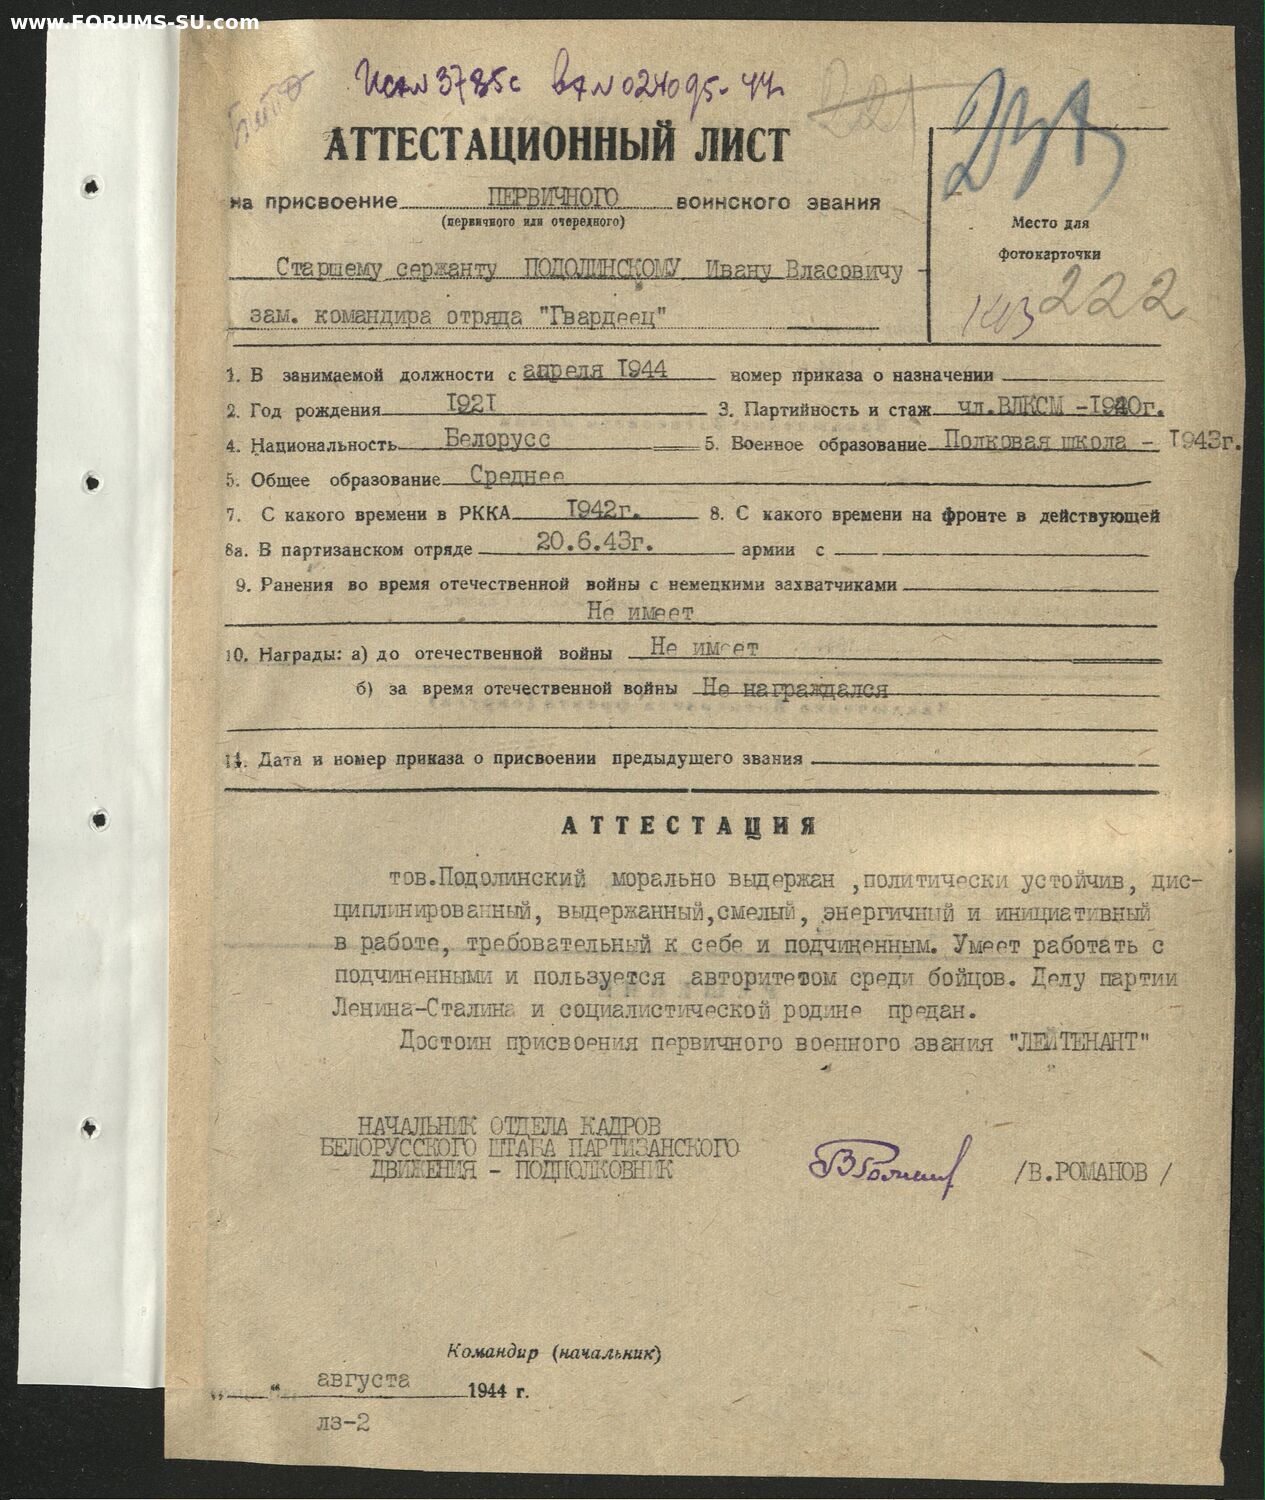 www.FORUMS-SU.com
Исх№3785с вх№024095-44г.
АТТЕСТАЦИОННЫЙ ЛИСТ
на присвоение ПЕРВИЧНОГО воинского звания
(первичного или очередного)
Место для
фотокарточки
222
Старшему сержанту ПОДОЛИНСКОМУ Ивану Власовичу -
зам. командира отряда "Гвардеец"
1. В занимаемой должности с апреля 1944 номер приказа о назначении
2. Год рождения 1921 3. Партийность и стаж чл.ВЛКСМ -1940г.
4. Национальность Белорусс 5. Военное образование Полковая школа - 1943г.
5. Общее образование Среднее
7. С какого времени в РККА 1942г. 8. С какого времени на фронте в действующей
8а. В партизанском отряде 20.6.43г. армии с
9. Ранения во время отечественной войны с немецкими захватчиками
Не имеет
10. Награды: а) до отечественной войны Не имеет
б) за время отечественной войны Не награждался
11. Дата и номер приказа о присвоении предыдущего звания
АТТЕСТАЦИЯ
тов.Подолинский морально выдержан ,политически устойчив, дис-
циплинированный, выдержанный,смелый, энергичный и инициативный
в работе, требовательный к себе и подчиненным. Умеет работать с
подчиненными и пользуется авторитетом среди бойцов. Делу партии
Ленина-Сталина и социалистической родине предан.
Достоин присвоения первичного военного звания "ЛЕЙТЕНАНТ"
НАЧАЛЬНИК ОТДЕЛА КАДРОВ
БЕЛОРУССКОГО ШТАБА ПАРТИЗАНСКОГО
ДВИЖЕНИЯ - ПОДПОЛКОВНИК /В.РОМАНОВ /
Командир (начальник)
„ “ августа 1944 г.
лз-2